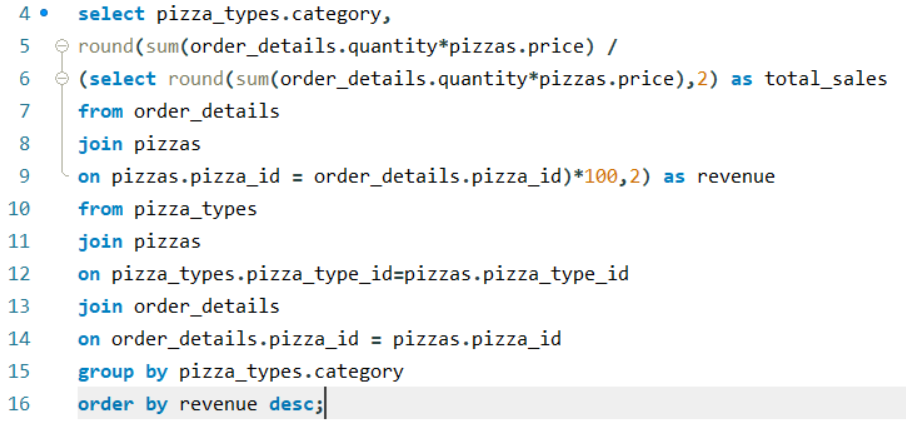 4 select pizza_types.category,
5 round(sum(order_details.quantity*pizzas.price) /
6 (select round(sum(order_details.quantity*pizzas.price),2) as total_sales
7 from order_details
8 join pizzas
9 on pizzas.pizza_id = order_details.pizza_id)*100,2) as revenue
10 from pizza_types
11 join pizzas
12 on pizza_types.pizza_type_id=pizzas.pizza_type_id
13 join order_details
14 on order_details.pizza_id = pizzas.pizza_id
15 group by pizza_types.category
16 order by revenue desc;